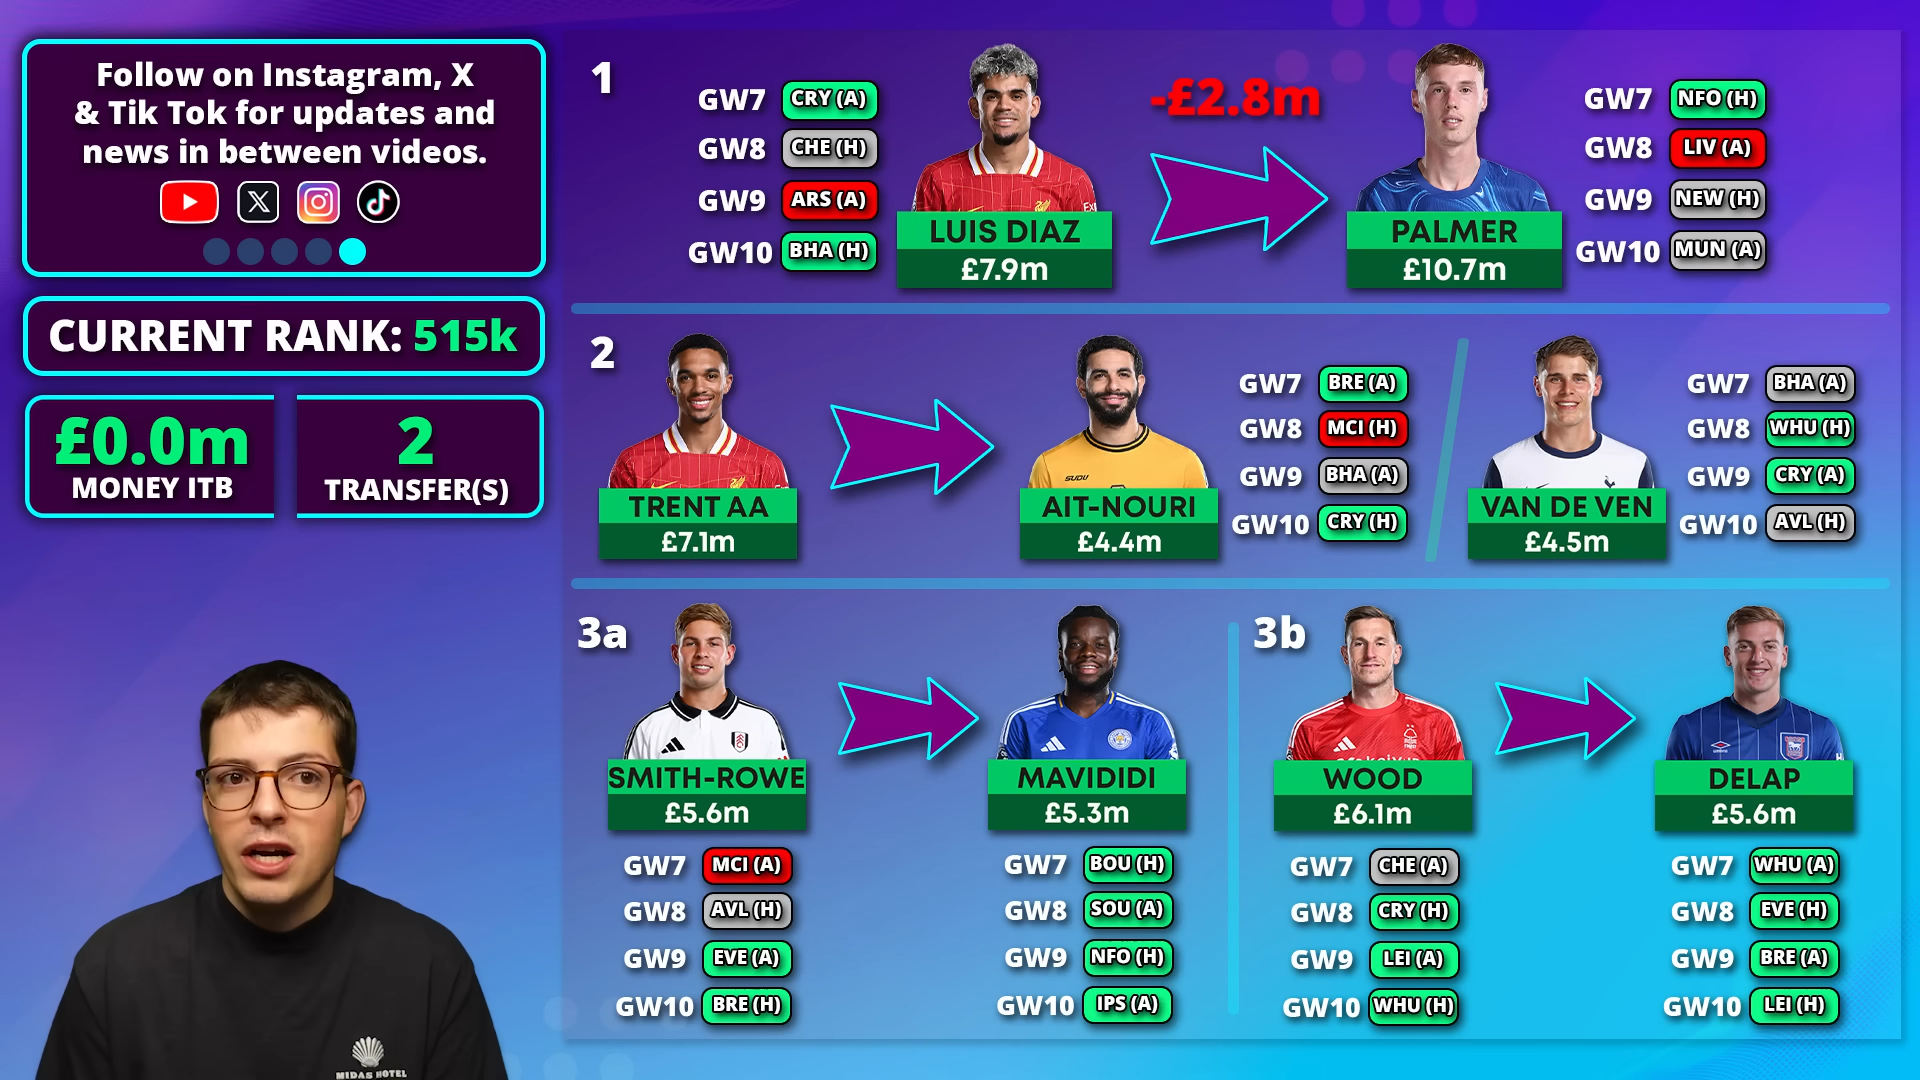 Follow on Instagram, X
& Tik Tok for updates and
news in between videos.
CURRENT RANK: 515k
£0.0m
MONEY ITB
2
TRANSFER(S)
1
GW7 CRY (A)
GW8 CHE (H)
GW9 ARS (A)
GW10 BHA (H)
LUIS DIAZ
£7.9m
-£2.8m
PALMER
£10.7m
GW7 NFO (H)
GW8 LIV (A)
GW9 NEW (H)
GW10 MUN (A)
2
TRENT AA
£7.1m
SUDU
AIT-NOURI
£4.4m
GW7 BRE (A)
GW8 MCI (H)
GW9 BHA (A)
GW10 CRY (H)
VAN DE VEN
£4.5m
GW7 BHA (A)
GW8 WHU (H)
GW9 CRY (A)
GW10 AVL (H)
3a
SMITH-ROWE
£5.6m
GW7 MCI (A)
GW8 AVL (H)
GW9 EVE (A)
GW10 BRE (H)
MAVIDIDI
£5.3m
GW7 BOU (H)
GW8 SOU (A)
GW9 NFO (H)
GW10 IPS (A)
3b
WOOD
£6.1m
GW7 CHE (A)
GW8 CRY (H)
GW9 LEI (A)
GW10 WHU (H)
DELAP
£5.6m
GW7 WHU (A)
GW8 EVE (H)
GW9 BRE (A)
GW10 LEI (H)
MIDAS HOTEL